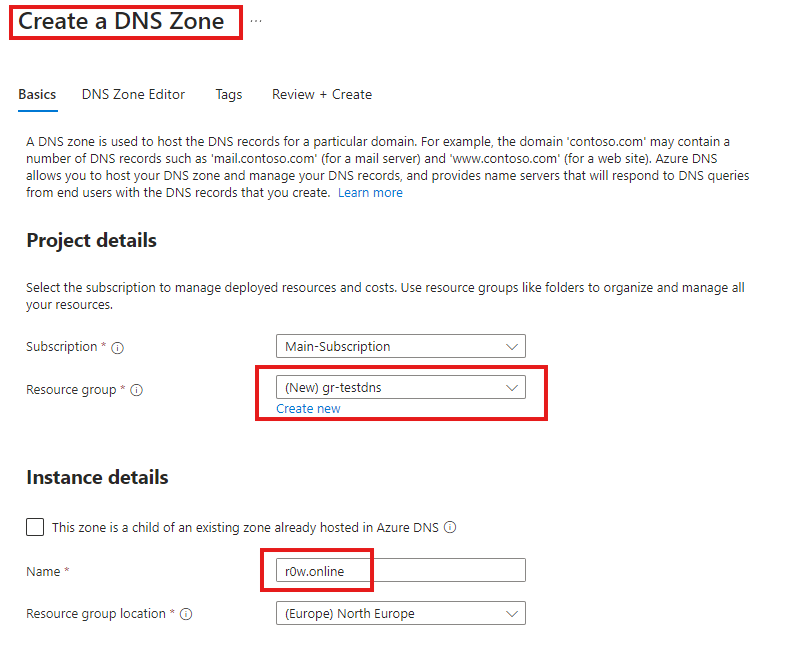 Create a DNS Zone ...
Basics DNS Zone Editor Tags Review + Create
A DNS zone is used to host the DNS records for a particular domain. For example, the domain 'contoso.com' may contain a
number of DNS records such as 'mail.contoso.com' (for a mail server) and 'www.contoso.com' (for a web site). Azure DNS
allows you to host your DNS zone and manage your DNS records, and provides name servers that will respond to DNS queries
from end users with the DNS records that you create. Learn more
Project details
Select the subscription to manage deployed resources and costs. Use resource groups like folders to organize and manage all
your resources.
Subscription * Main-Subscription
Resource group * (New) gr-testdns
Create new
Instance details
This zone is a child of an existing zone already hosted in Azure DNS
Name * r0w.online
Resource group location * (Europe) North Europe